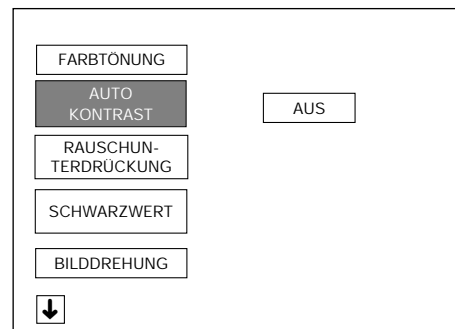 FARBTÖNUNG
AUTO
KONTRAST
AUS
RAUSCHUN-
TERDRÜCKUNG
SCHWARZWERT
BILDDREHUNG